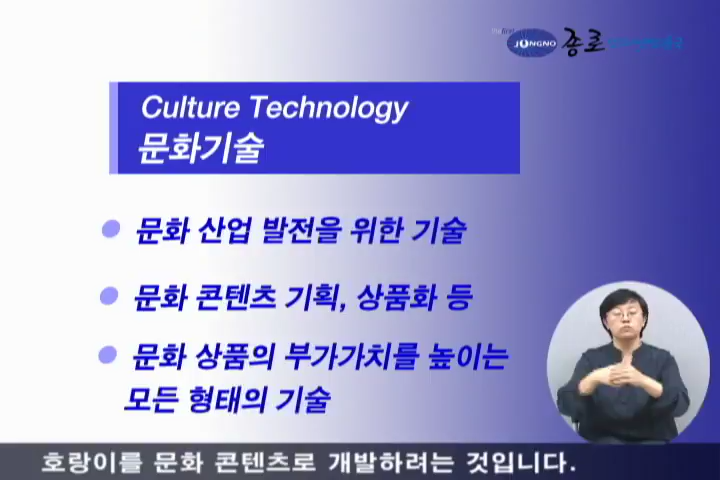 JONGNO 종로
Culture Technology
문화기술
문화 산업 발전을 위한 기술
문화 콘텐츠 기획, 상품화 등
문화 상품의 부가가치를 높이는
모든 형태의 기술
호랑이를 문화 콘텐츠로 개발하려는 것입니다.